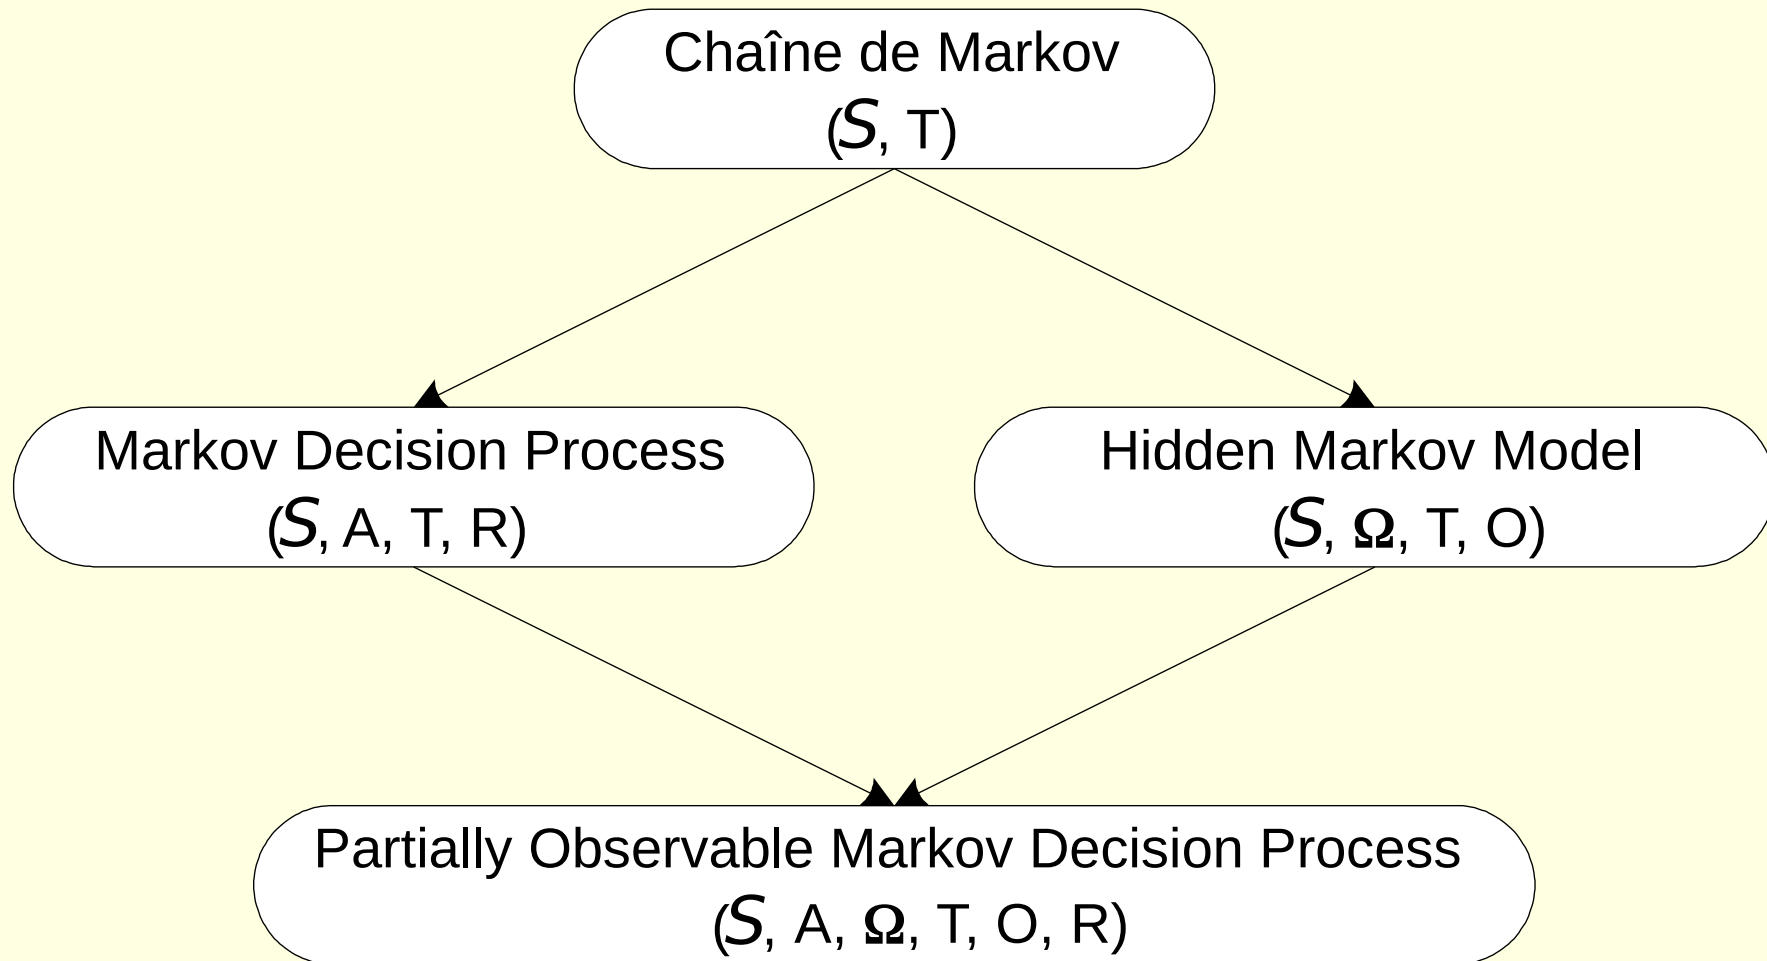 Chaîne de Markov
(S, T)
Markov Decision Process
(S, A, T, R)
Hidden Markov Model
(S, Ω, T, O)
Partially Observable Markov Decision Process
(S, A, Ω, T, O, R)